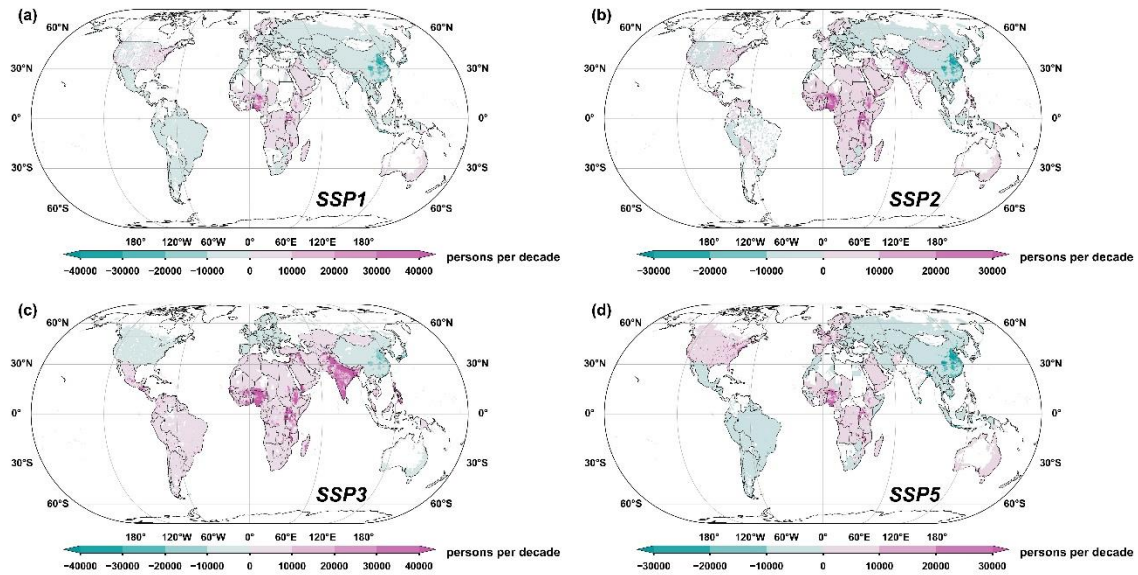 (a)
(b)
60°N
60°N
60°N
60°N
30°N
30°N
30°N
30°N
0°
0°
0°
0°
30°S
30°S
30°S
30°S
SSP1
SSP2
60°S
60°S
60°S
60°S
180° 120°W 60°W 0° 60°E 120°E 180°
180° 120°W 60°W 0° 60°E 120°E 180°
−40000 −30000 −20000 −10000 0 10000 20000 30000 40000 persons per decade
−30000 −20000 −10000 0 10000 20000 30000 persons per decade
(c)
(d)
60°N
60°N
60°N
60°N
30°N
30°N
30°N
30°N
0°
0°
0°
0°
30°S
30°S
30°S
30°S
SSP3
SSP5
60°S
60°S
60°S
60°S
180° 120°W 60°W 0° 60°E 120°E 180°
180° 120°W 60°W 0° 60°E 120°E 180°
−40000 −30000 −20000 −10000 0 10000 20000 30000 40000 persons per decade
−30000 −20000 −10000 0 10000 20000 30000 persons per decade